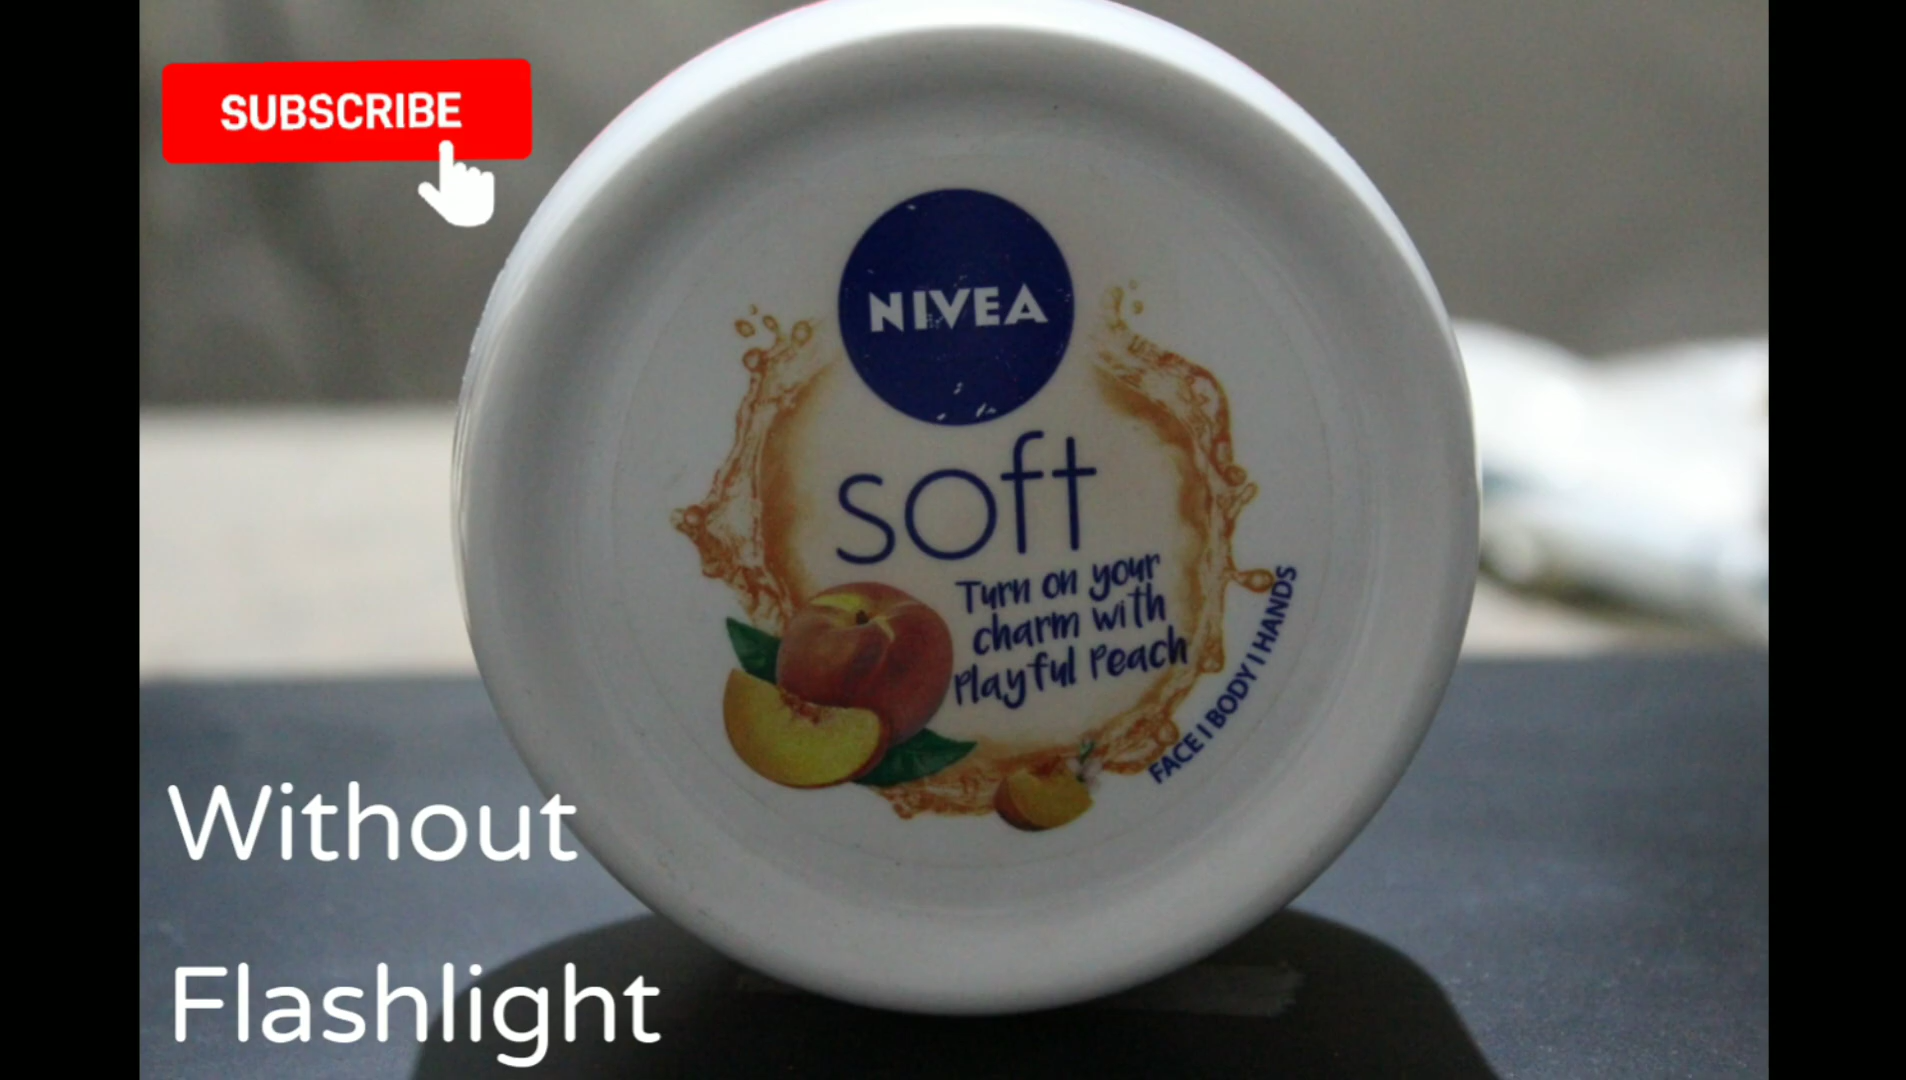 SUBSCRIBE
NIVEA
soft
Turn on your
charm with
Playful Peach
FACE I BODY I HANDS
Without
Flashlight